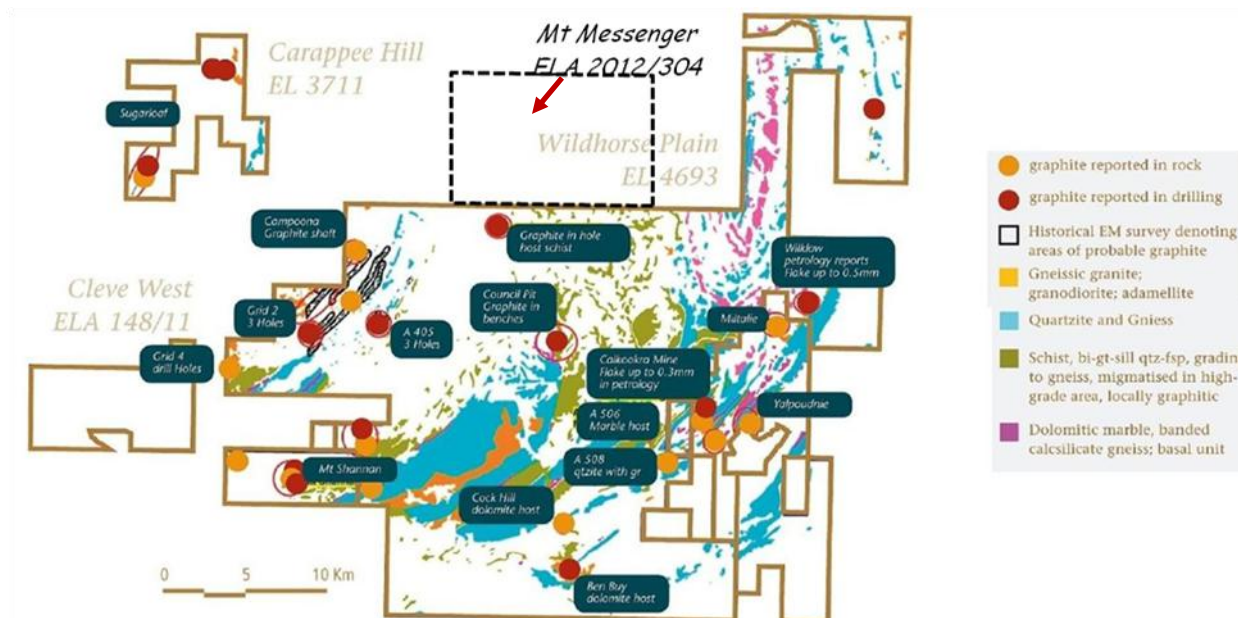 Mt Messenger
ELA 2012/304
Carappee Hill
EL 3711
Sugarloaf
Wildhorse Plain
EL 4693
Campoona
Graphite shaft
Graphite in hole
host schist
Wilklow
petrology reports
Flake up to 0.5mm
Cleve West
ELA 148/11
Grid 2
3 Holes
A 405
3 Holes
Council Pit
Graphite in
benches
Miltalie
Grid 4
drill Holes
Calkookra Mine
Flake up to 0.3mm
in petrology
A 506
Marble host
Yalpoudnie
Mt Shannan
A 508
qtzite with gr
Cock Hill
dolomite host
Ben Buy
dolomite host
0 5 10 Km
graphite reported in rock
graphite reported in drilling
Historical EM survey denoting
areas of probable graphite
Gneissic granite;
granodiorite; adamellite
Quartzite and Gniess
Schist, bi-gt-sill qtz-fsp, gradin
to gneiss, migmatised in high-
grade area, locally graphitic
Dolomitic marble, banded
calcsilicate gneiss; basal unit